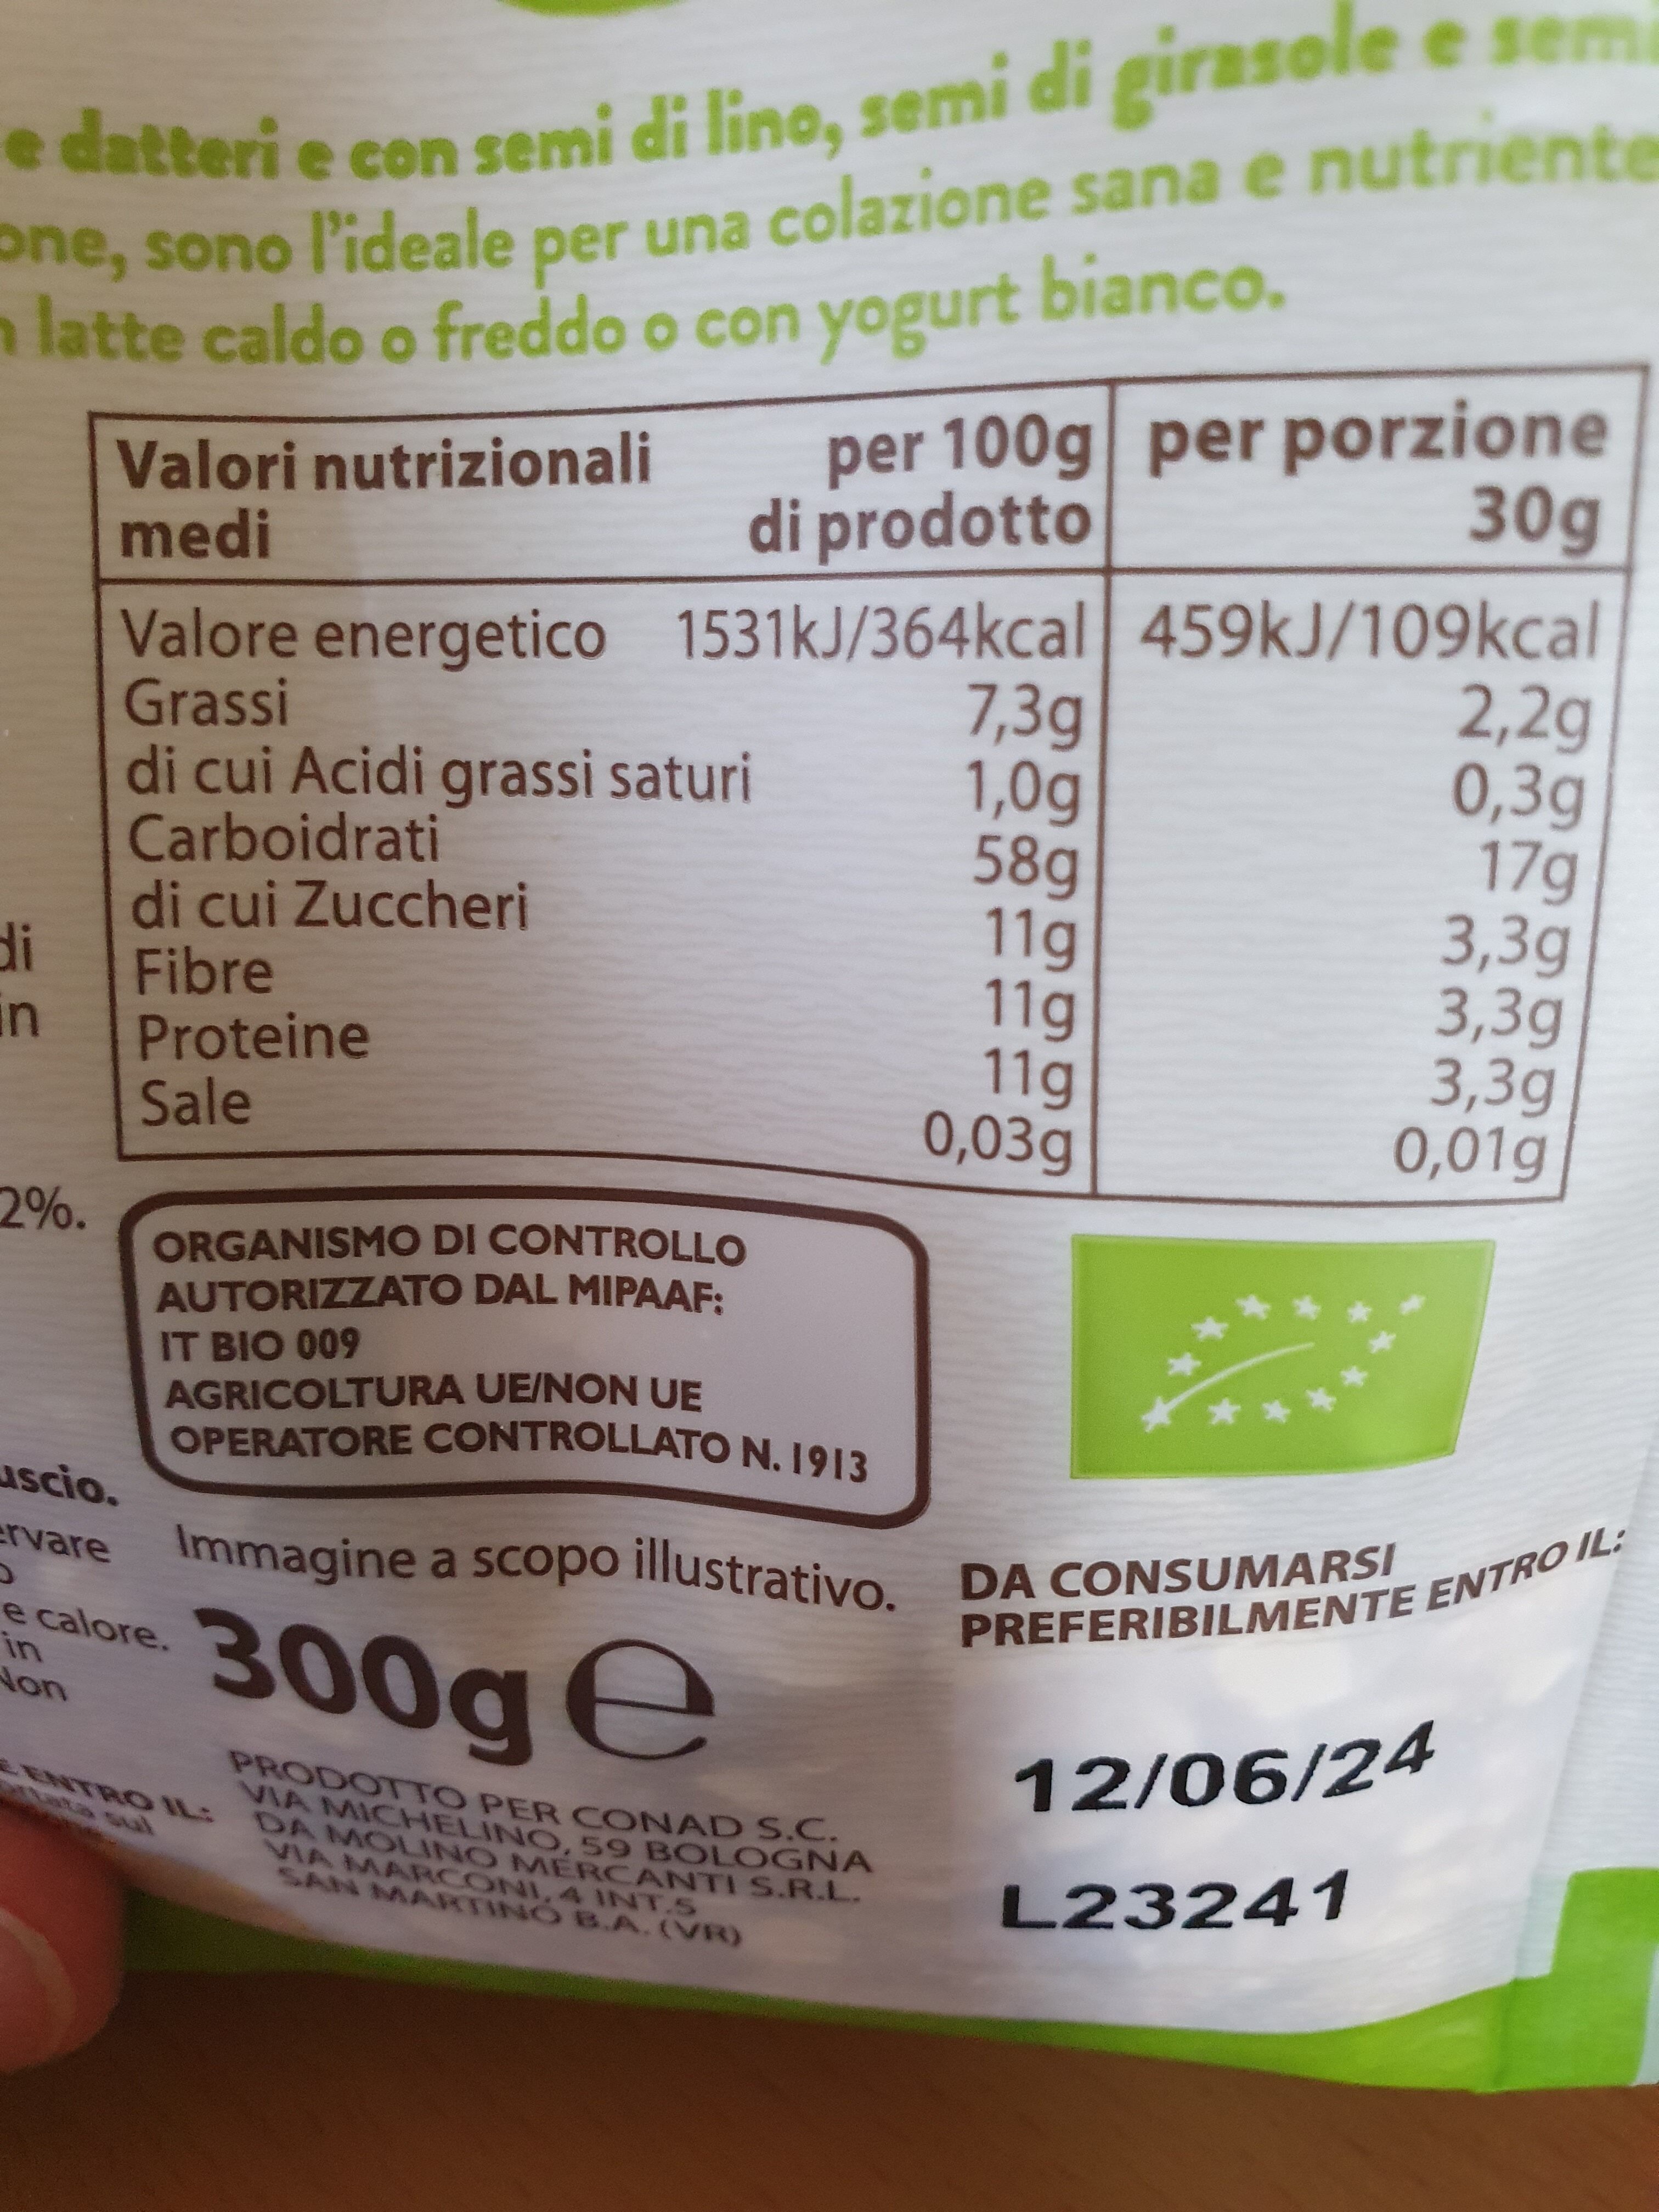 e datteri e con semi di lino, semi di girasole e semi
one, sono l'ideale per una colazione sana e nutriente
latte caldo o freddo o con yogurt bianco.
Valori nutrizionali medi per 100g di prodotto per porzione 30g
Valore energetico 1531kJ/364kcal 459kJ/109kcal
Grassi 7,3g 2,2g
di cui Acidi grassi saturi 1,0g 0,3g
Carboidrati 58g 17g
di cui Zuccheri 11g 3,3g
Fibre 11g 3,3g
Proteine 11g 3,3g
Sale 0,03g 0,01g
di
in
2%.
ORGANISMO DI CONTROLLO
AUTORIZZATO DAL MIPAAF:
IT BIO 009
AGRICOLTURA UE/NON UE
OPERATORE CONTROLLATO N. 1913
uscio.
ervare
e calore.
in
Non
E ENTRO IL:
sul
Immagine a scopo illustrativo.
300g e
PRODOTTO PER CONAD S.C.
VIA MICHELINO, 59 BOLOGNA
DA MOLINO MERCANTI S.R.L.
VIA MARCONI, 4 INT.5
SAN MARTINO B.A. (VR)
DA CONSUMARSI
PREFERIBILMENTE ENTRO IL:
12/06/24
L23241